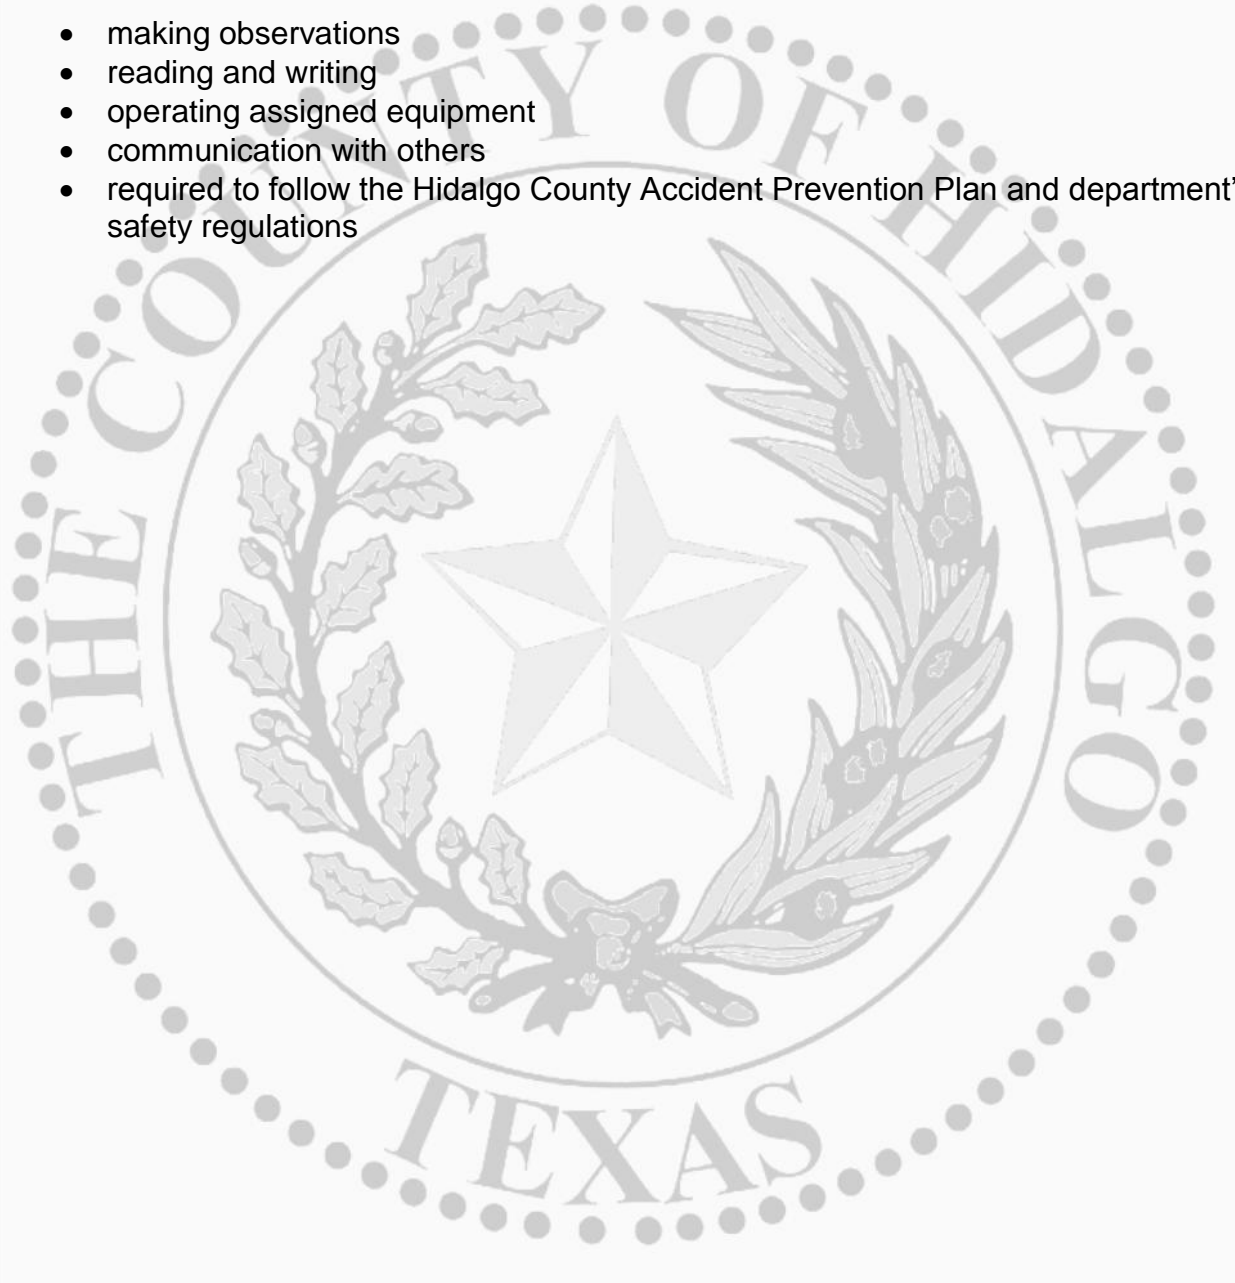 • making observations
• reading and writing
• operating assigned equipment
• communication with others
• required to follow the Hidalgo County Accident Prevention Plan and department'
safety regulations
THE COUNTY OF HIDALGO
TEXAS